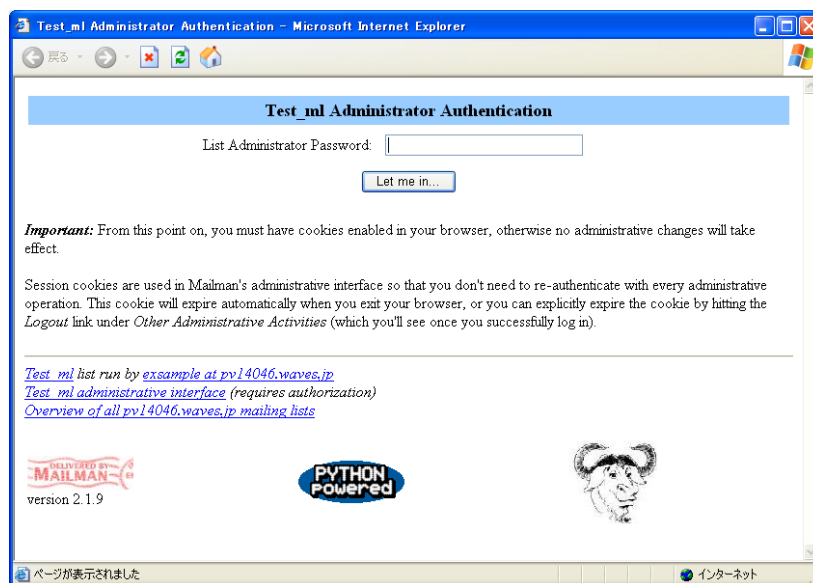 Test_ml Administrator Authentication - Microsoft Internet Explorer
戻る
Test_ml Administrator Authentication
List Administrator Password:
Let me in...
Important: From this point on, you must have cookies enabled in your browser, otherwise no administrative changes will take
effect.
Session cookies are used in Mailman's administrative interface so that you don't need to re-authenticate with every administrative
operation. This cookie will expire automatically when you exit your browser, or you can explicitly expire the cookie by hitting the
Logout link under Other Administrative Activities (which you'll see once you successfully log in).
Test_ml list run by exsample at pv14046.waves.jp
Test_ml administrative interface (requires authorization)
Overview of all pv14046.waves.jp mailing lists
DELIVERED BY
MAILMAN
version 2.1.9
PYTHON
Powered
ページが表示されました
インターネット